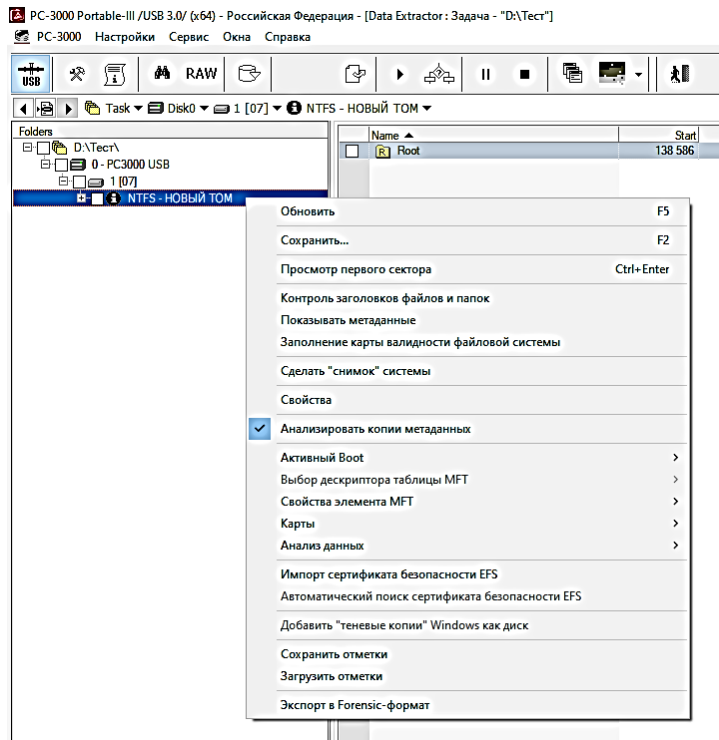 PC-3000 Portable-III /USB 3.0/ (x64) - Российская Федерация - [Data Extractor : Задача - "D:\Тест"]
PC-3000 Настройки Сервис Окна Справка
USB RAW
Task Disk0 1 [07] NTFS - НОВЫЙ ТОМ
Folders
Name Start
D:\Тест\
R Root 138 586
0 - PC3000 USB
1 [07]
NTFS - НОВЫЙ ТОМ
Обновить F5
Сохранить... F2
Просмотр первого сектора Ctrl+Enter
Контроль заголовков файлов и папок
Показывать метаданные
Заполнение карты валидности файловой системы
Сделать "снимок" системы
Свойства
Анализировать копии метаданных
Активный Boot
Выбор дескриптора таблицы MFT
Свойства элемента MFT
Карты
Анализ данных
Импорт сертификата безопасности EFS
Автоматический поиск сертификата безопасности EFS
Добавить "теневые копии" Windows как диск
Сохранить отметки
Загрузить отметки
Экспорт в Forensic-формат